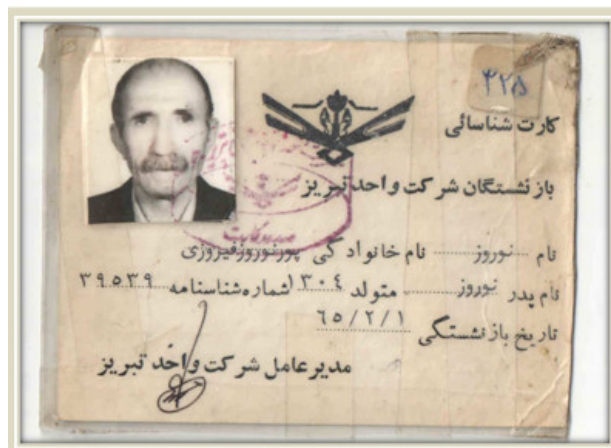 ۳۲۵
کارت شناسائی
بازنشستگان شرکت واحد تبریز
نام نوروز نام خانوادگی پورنوروزفیروزی
نام پدر نوروز متولد ۱۳۰۴ شماره شناسنامه ۳۹۵۳۹
تاریخ بازنشستگی ۶۵/۲/۱
مدیرعامل شرکت واحد تبریز